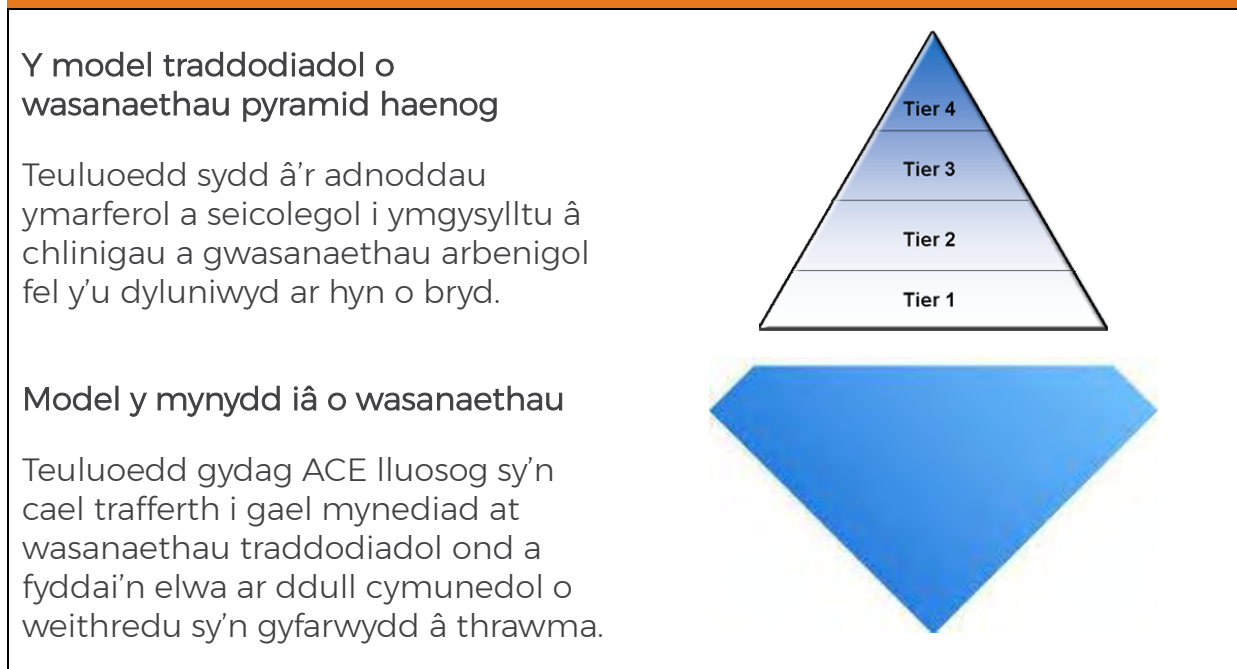 Y model traddodiadol o
wasanaethau pyramid haenog
Teuluoedd sydd â'r adnoddau
ymarferol a seicolegol i ymgysylltu â
chlinigau a gwasanaethau arbenigol
fel y'u dyluniwyd ar hyn o bryd.
Tier 4
Tier 3
Tier 2
Tier 1
Model y mynydd iâ o wasanaethau
Teuluoedd gydag ACE lluosog sy'n
cael trafferth i gael mynediad at
wasanaethau traddodiadol ond a
fyddai'n elwa ar ddull cymunedol o
weithredu sy'n gyfarwydd â thrawma.